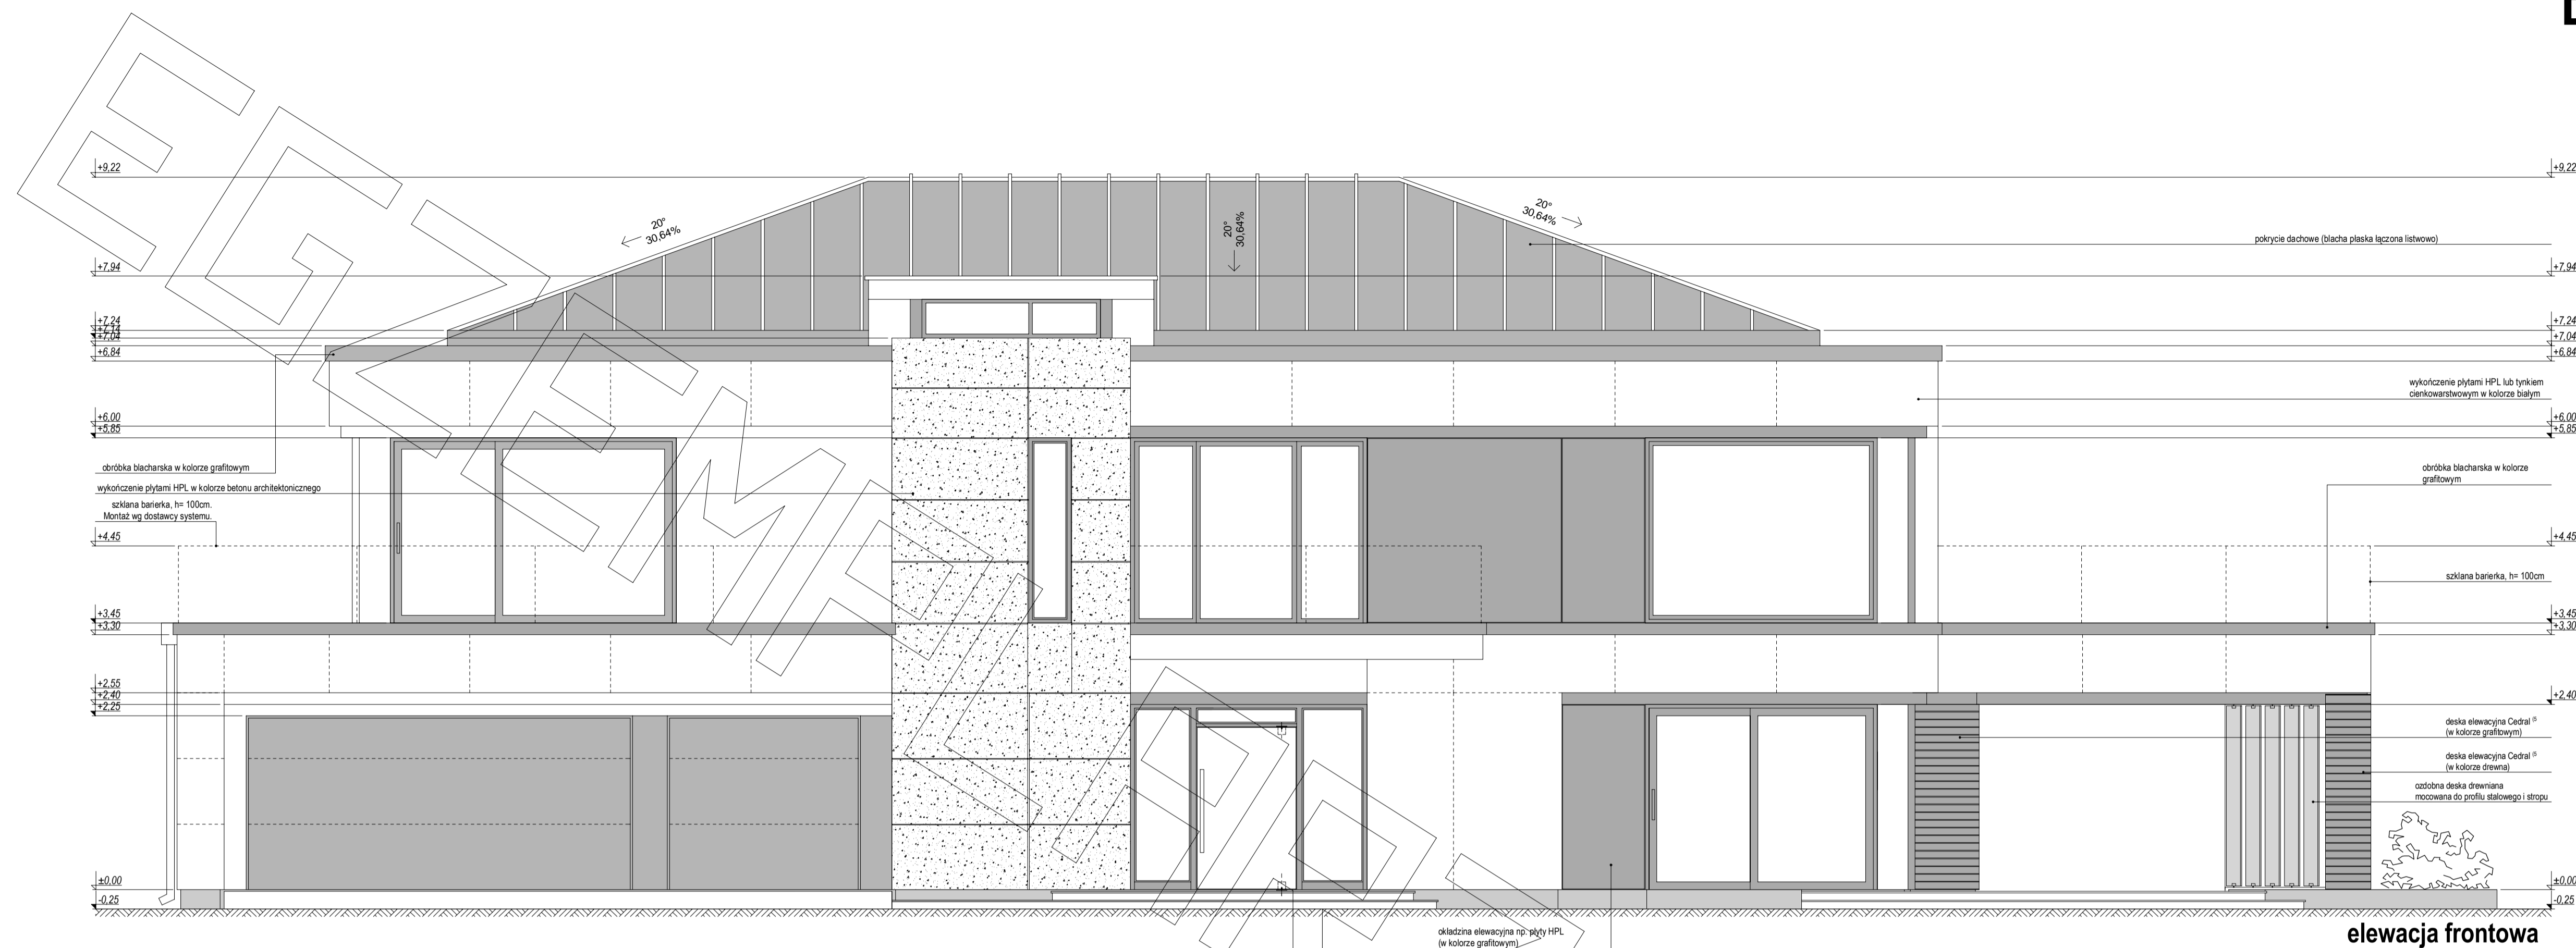 +9,22
+7,94
+7,24
+7,14
+7,04
+6,84
+6,00
+5,85
obróbka blacharska w kolorze grafitowym
wykończenie płytami HPL w kolorze betonu architektonicznego
szklana barierka, h= 100cm.
Montaż wg dostawcy systemu.
+4,45
+3,45
+3,30
+2,55
+2,40
+2,25
±0,00
-0,25
20°
30,64%
20°
30,64%
20°
30,64%
+9,22
pokrycie dachowe (blacha płaska łączona listwowo)
+7,94
+7,24
+7,04
+6,84
wykończenie płytami HPL lub tynkiem
cienkowarstwowym w kolorze białym
+6,00
+5,85
obróbka blacharska w kolorze
grafitowym
+4,45
szklana barierka, h= 100cm
+3,45
+3,30
+2,40
deska elewacyjna Cedral
(w kolorze grafitowym)
deska elewacyjna Cedral
(w kolorze drewna)
ozdobna deska drewniana
mocowana do profilu stalowego i stropu
±0,00
-0,25
okładzina elewacyjna np. płyty HPL
(w kolorze grafitowym)
elewacja frontowa